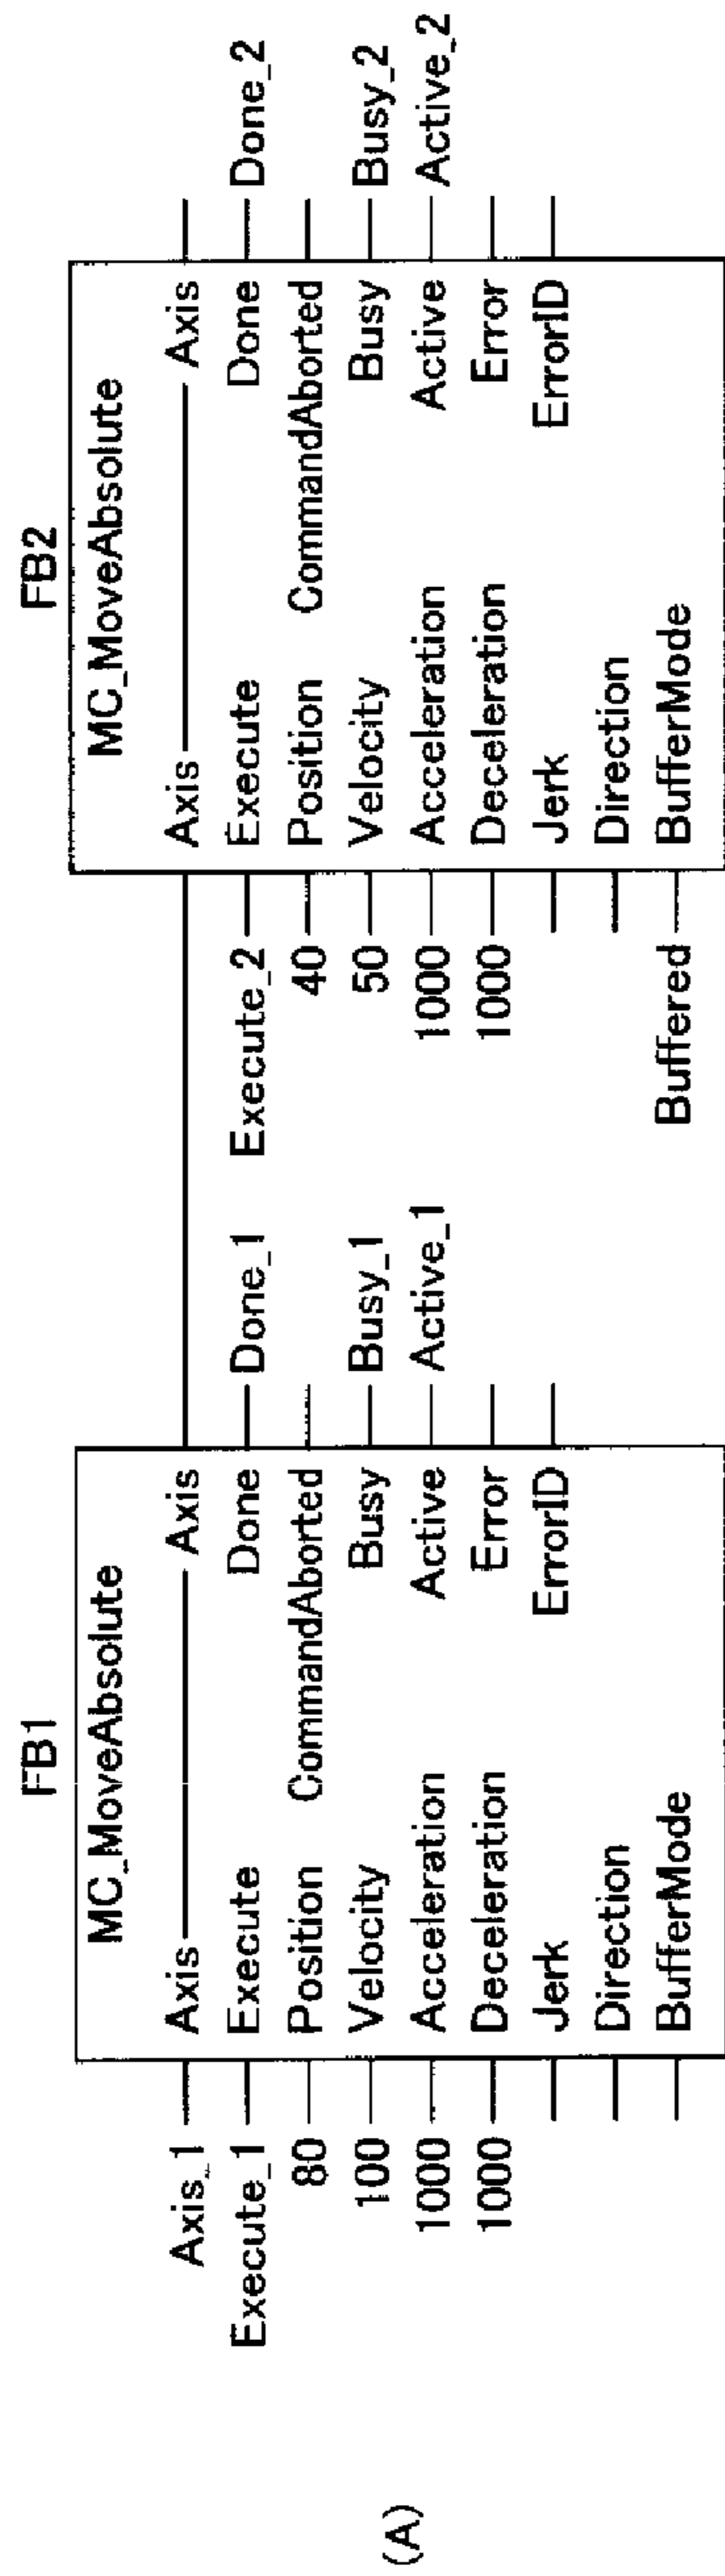 FB1
MC_MoveAbsolute
Axis_1 Axis Axis
Execute_1 Execute Done Done_1
80 Position CommandAborted
100 Velocity Busy Busy_1
1000 Acceleration Active Active_1
1000 Deceleration Error
Jerk ErrorID
Direction
BufferMode
FB2
MC_MoveAbsolute
Axis Axis
Execute_2 Execute Done Done_2
40 Position CommandAborted
50 Velocity Busy Busy_2
1000 Acceleration Active Active_2
1000 Deceleration Error
Jerk ErrorID
Direction
Buffered BufferMode
(A)